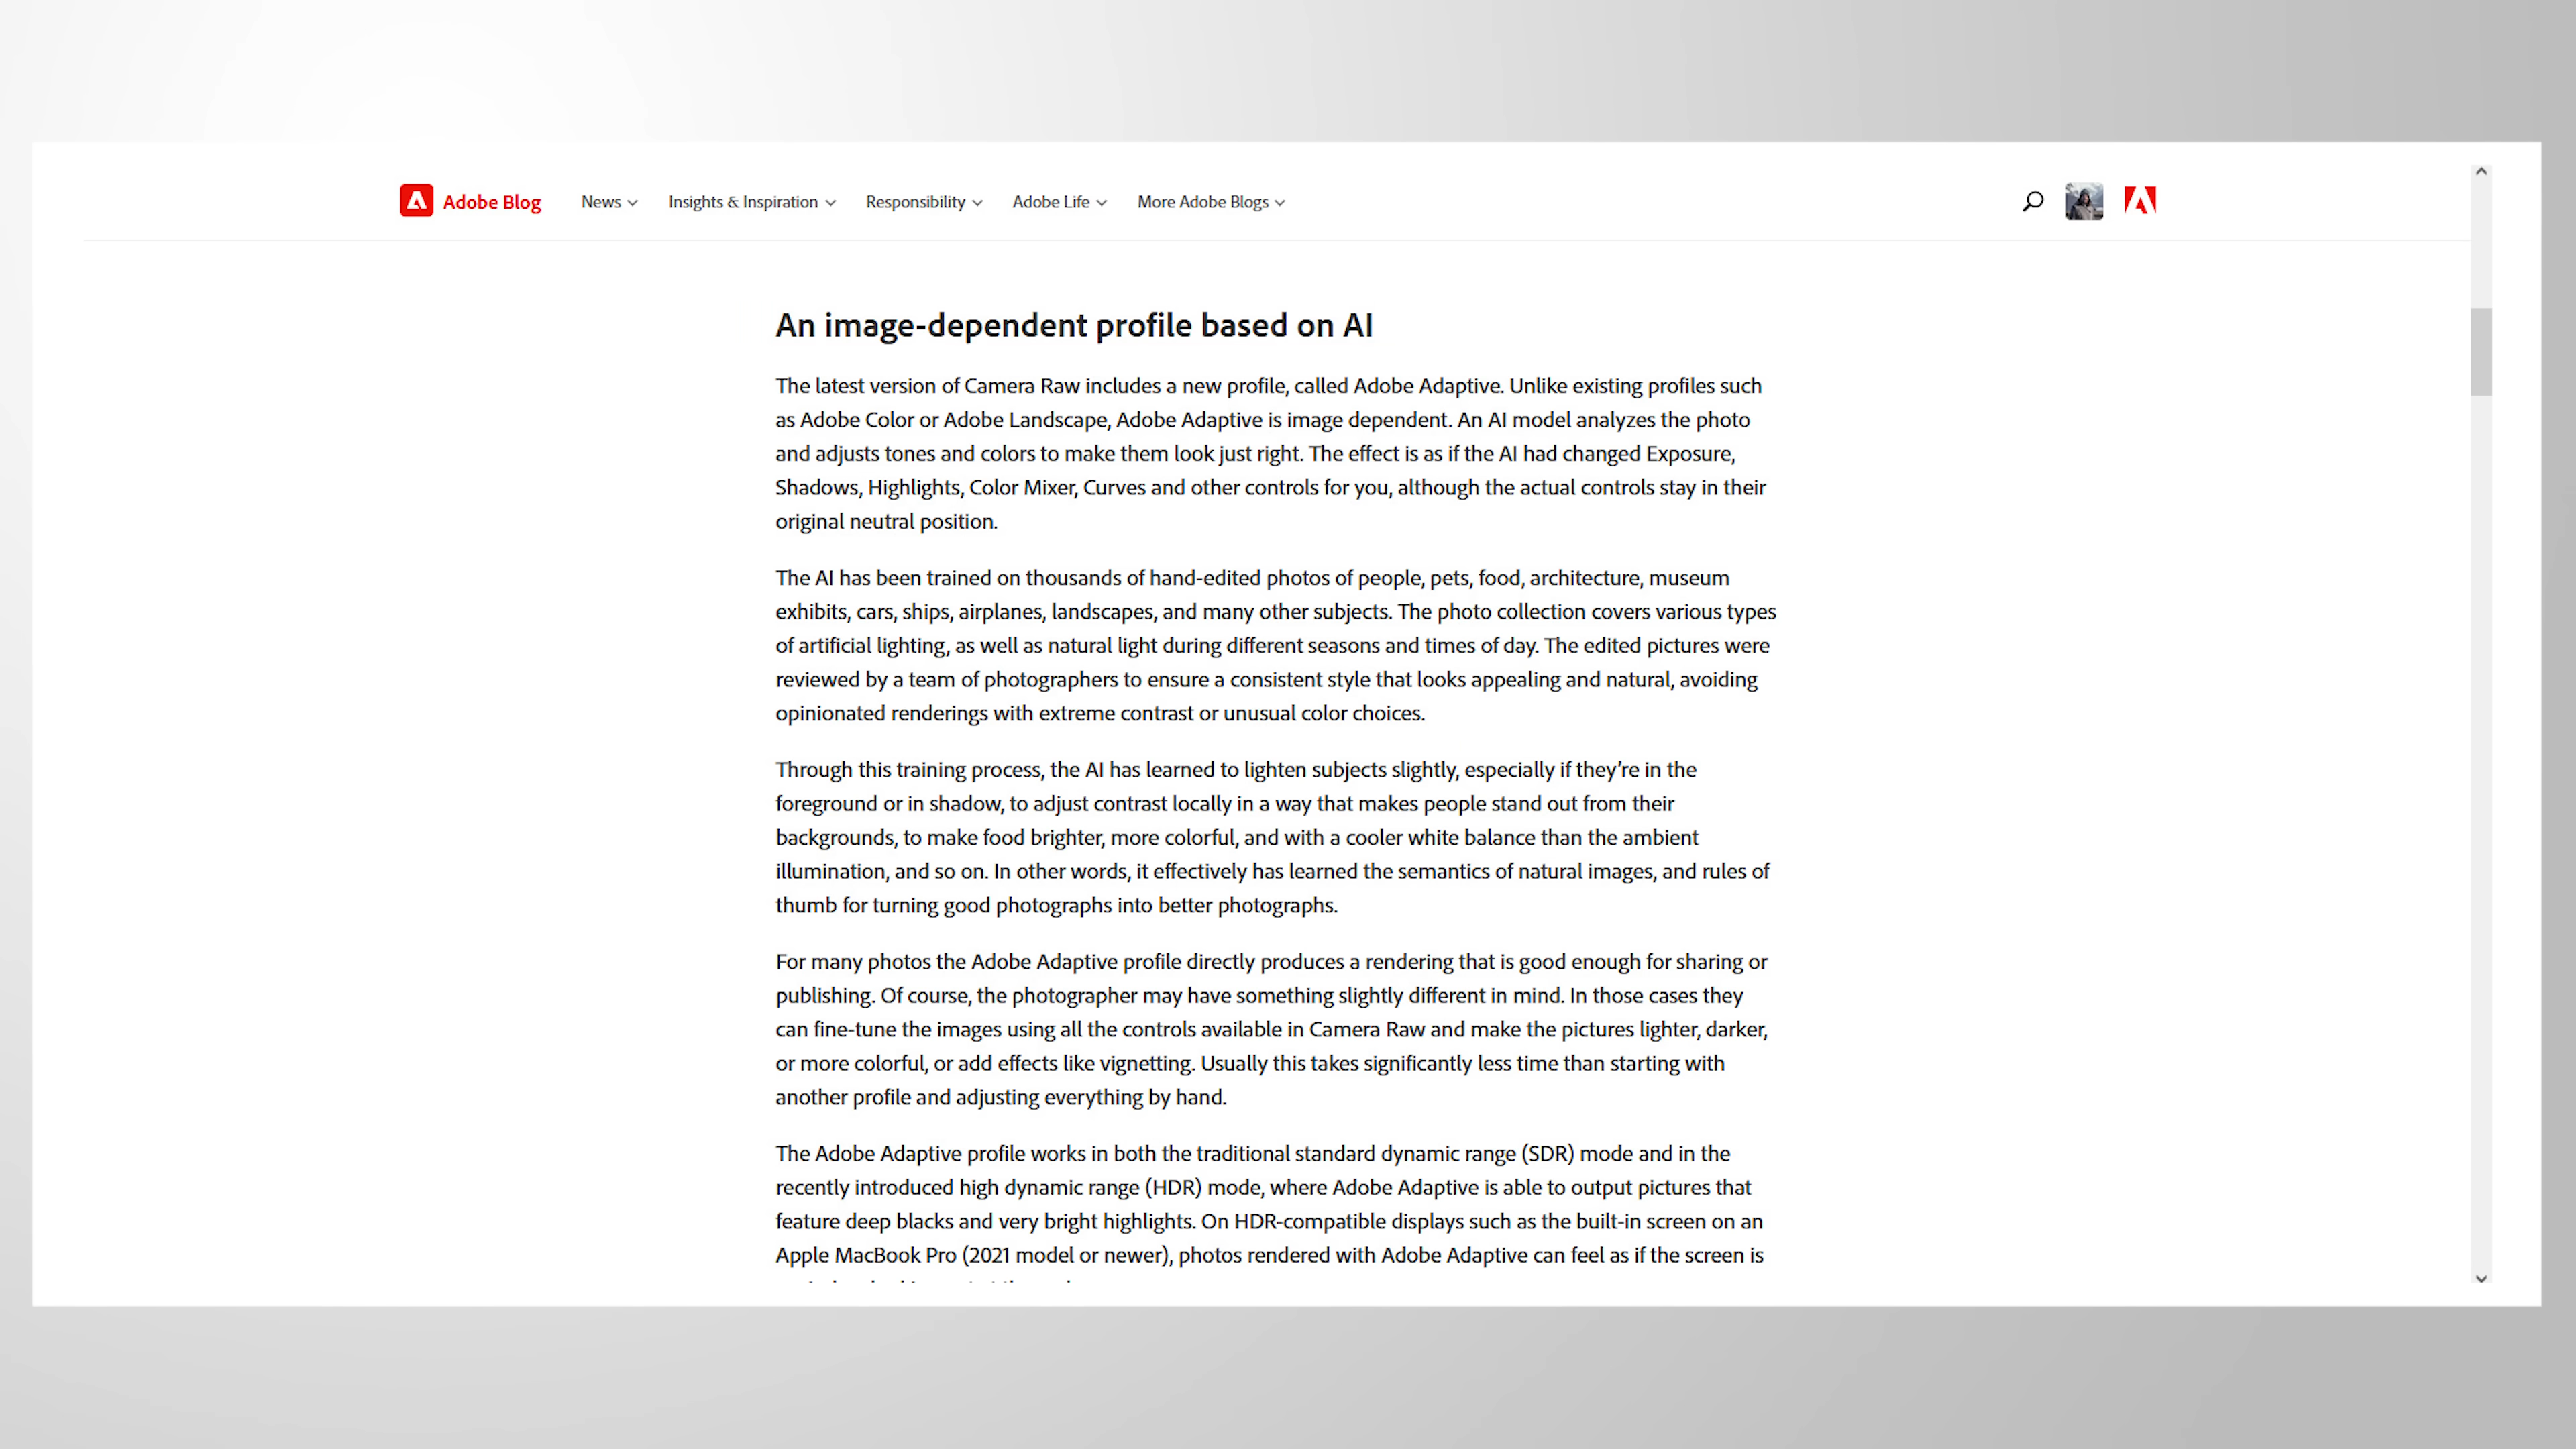 Adobe Blog News Insights & Inspiration Responsibility Adobe Life More Adobe Blogs
An image-dependent profile based on AI
The latest version of Camera Raw includes a new profile, called Adobe Adaptive. Unlike existing profiles such
as Adobe Color or Adobe Landscape, Adobe Adaptive is image dependent. An AI model analyzes the photo
and adjusts tones and colors to make them look just right. The effect is as if the AI had changed Exposure,
Shadows, Highlights, Color Mixer, Curves and other controls for you, although the actual controls stay in their
original neutral position.
The AI has been trained on thousands of hand-edited photos of people, pets, food, architecture, museum
exhibits, cars, ships, airplanes, landscapes, and many other subjects. The photo collection covers various types
of artificial lighting, as well as natural light during different seasons and times of day. The edited pictures were
reviewed by a team of photographers to ensure a consistent style that looks appealing and natural, avoiding
opinionated renderings with extreme contrast or unusual color choices.
Through this training process, the AI has learned to lighten subjects slightly, especially if they’re in the
foreground or in shadow, to adjust contrast locally in a way that makes people stand out from their
backgrounds, to make food brighter, more colorful, and with a cooler white balance than the ambient
illumination, and so on. In other words, it effectively has learned the semantics of natural images, and rules of
thumb for turning good photographs into better photographs.
For many photos the Adobe Adaptive profile directly produces a rendering that is good enough for sharing or
publishing. Of course, the photographer may have something slightly different in mind. In those cases they
can fine-tune the images using all the controls available in Camera Raw and make the pictures lighter, darker,
or more colorful, or add effects like vignetting. Usually this takes significantly less time than starting with
another profile and adjusting everything by hand.
The Adobe Adaptive profile works in both the traditional standard dynamic range (SDR) mode and in the
recently introduced high dynamic range (HDR) mode, where Adobe Adaptive is able to output pictures that
feature deep blacks and very bright highlights. On HDR-compatible displays such as the built-in screen on an
Apple MacBook Pro (2021 model or newer), photos rendered with Adobe Adaptive can feel as if the screen is